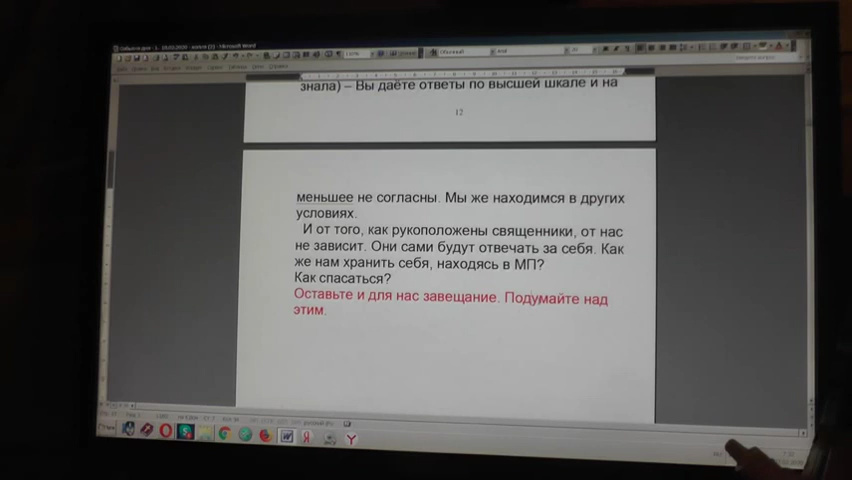 знала) – Вы даёте ответы по высшей шкале и на
12
меньшее не согласны. Мы же находимся в других
условиях.
И от того, как рукоположены священники, от нас
не зависит. Они сами будут отвечать за себя. Как
же нам хранить себя, находясь в МП?
Как спасаться?
Оставьте и для нас завещание. Подумайте над
этим.